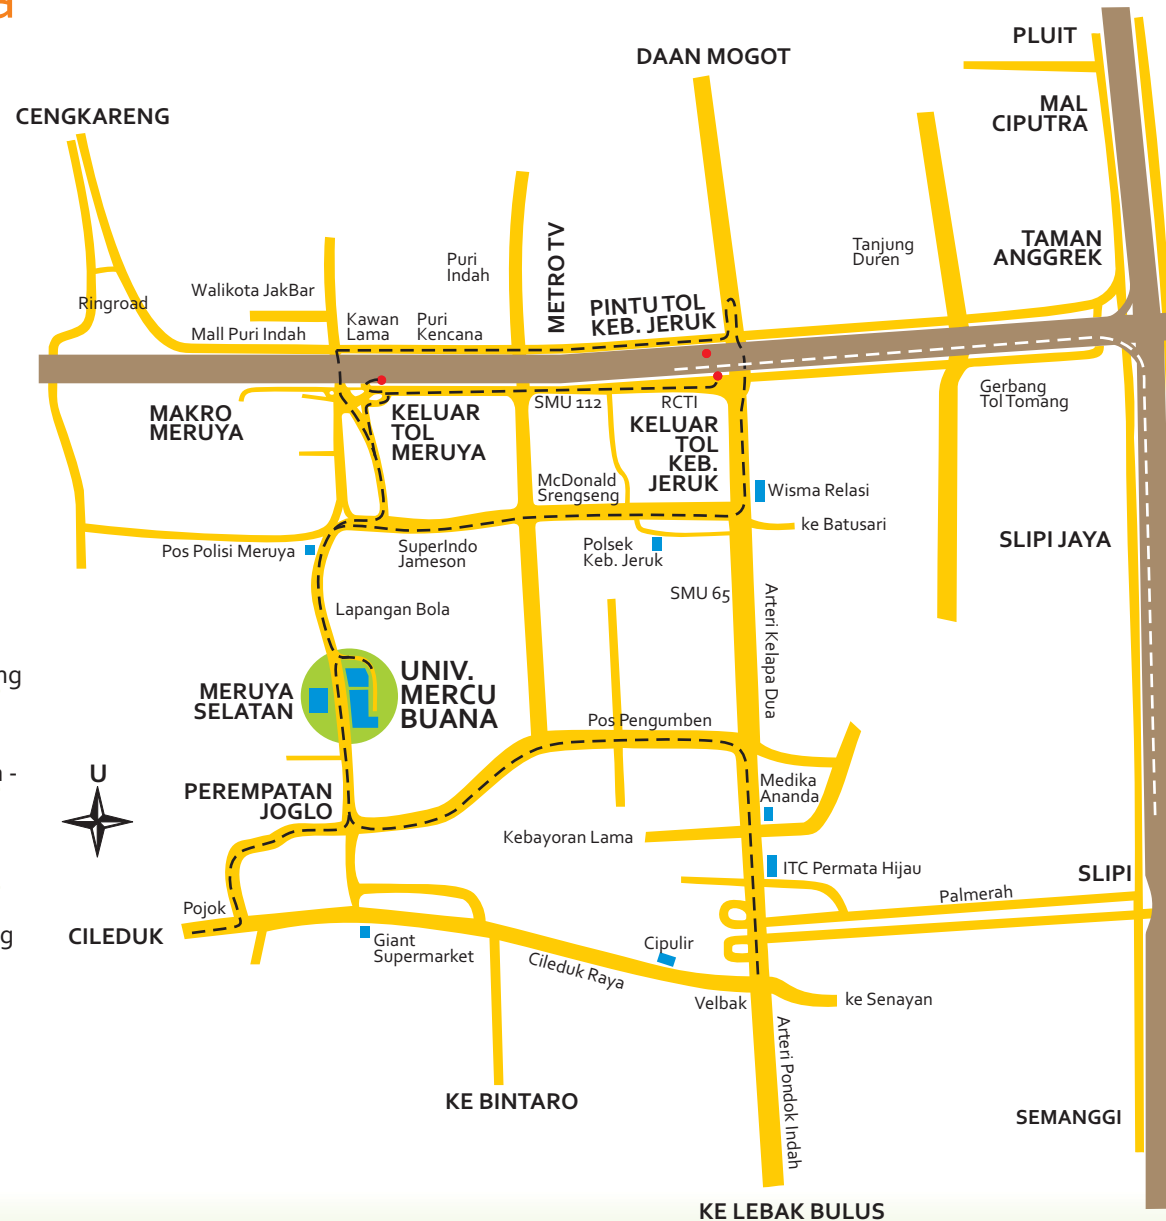 PLUIT
DAAN MOGOT
MAL
CIPUTRA
CENGKARENG
METRO TV
TAMAN
ANGGREK
Tanjung
Duren
Puri
Indah
Walikota JakBar
Ringroad
PINTU TOL
KEB. JERUK
Kawan
Lama
Puri
Kencana
Mall Puri Indah
Gerbang
Tol Tomang
SMU 112
RCTI
MAKRO
MERUYA
KELUAR
TOL
MERUYA
KELUAR
TOL
KEB.
JERUK
McDonald
Srengseng
Wisma Relasi
ke Batusari
SLIPI JAYA
Pos Polisi Meruya
SuperIndo
Jameson
Polsek
Keb. Jeruk
SMU 65
Arteri Kelapa Dua
Lapangan Bola
ng
UNIV.
MERCU
BUANA
MERUYA
SELATAN
Pos Pengumben
U
-
PEREMPATAN
JOGLO
Medika
Ananda
Kebayoran Lama
ITC Permata Hijau
SLIPI
Palmerah
Pojok
CILEDUK
g
Giant
Supermarket
Cipulir
Cileduk Raya
Velbak
ke Senayan
Arteri Pondok Indah
KE BINTARO
SEMANGGI
KE LEBAK BULUS